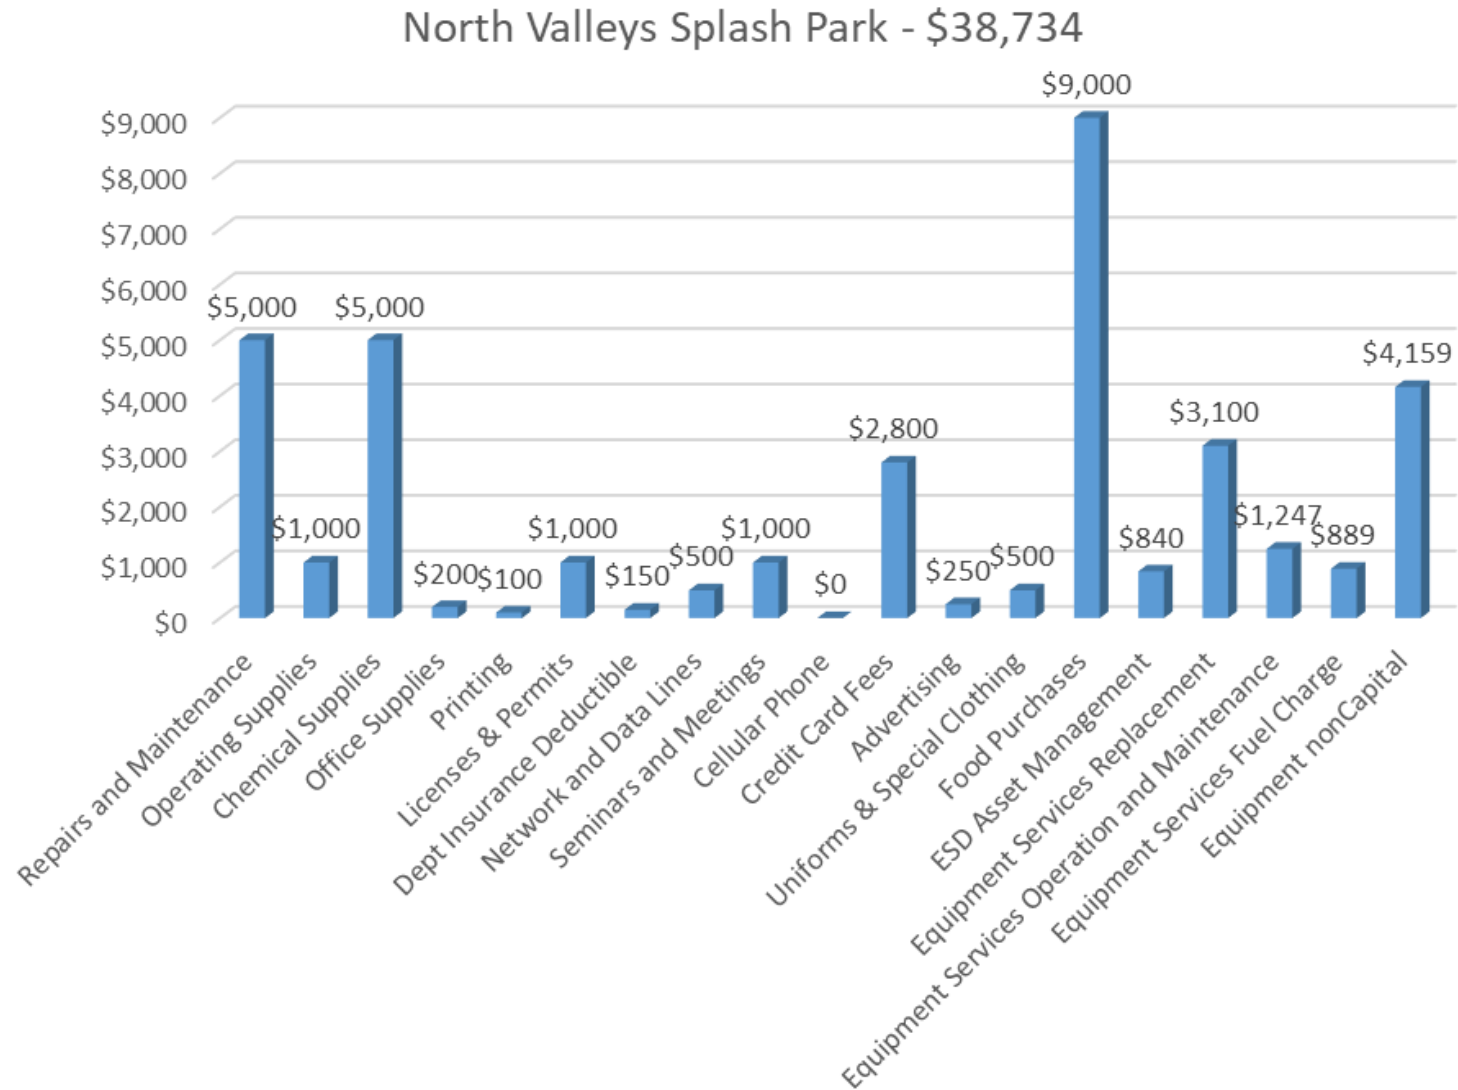 North Valleys Splash Park - $38,734
$9,000
$8,000
$7,000
$6,000
$5,000
$4,000
$3,000
$2,000
$1,000
$0
$5,000
$1,000
$5,000
$200
$100
$1,000
$150
$500
$1,000
$0
$2,800
$250
$500
$9,000
$840
$3,100
$1,247
$889
$4,159
Repairs and Maintenance
Operating Supplies
Chemical Supplies
Office Supplies
Printing
Licenses & Permits
Dept Insurance Deductible
Network and Data Lines
Seminars and Meetings
Cellular Phone
Credit Card Fees
Advertising
Uniforms & Special Clothing
Food Purchases
ESD Asset Management
Equipment Services Replacement
Equipment Services Operation and Maintenance
Equipment Services Fuel Charge
Equipment nonCapital